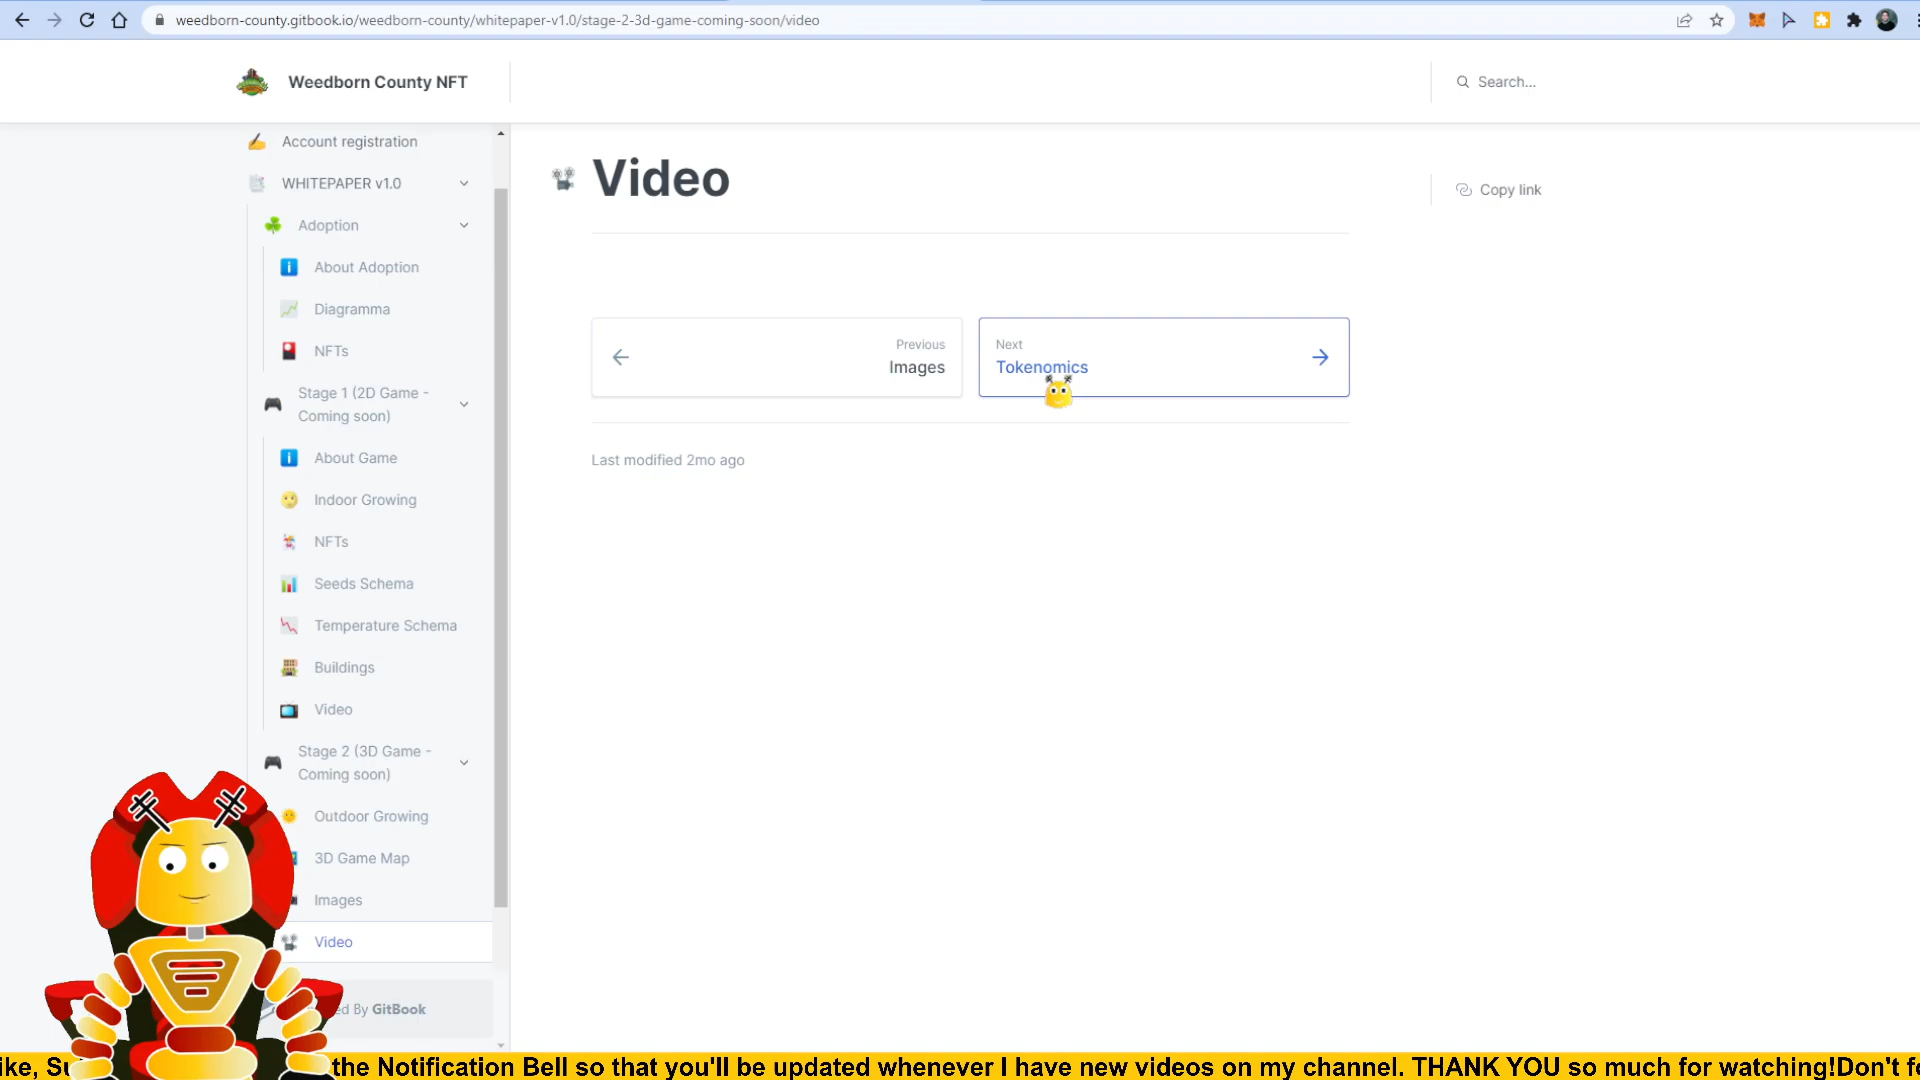 weedborn-county.gitbook.io/weedborn-county/whitepaper-v1.0/stage-2-3d-game-coming-soon/video
Weedborn County NFT
Search...
Account registration
WHITEPAPER v1.0
Adoption
About Adoption
Diagramma
NFTs
Stage 1 (2D Game -
Coming soon)
About Game
Indoor Growing
NFTs
Seeds Schema
Temperature Schema
Buildings
Video
Stage 2 (3D Game -
Coming soon)
Outdoor Growing
3D Game Map
Images
Video
By GitBook
Video
Copy link
Previous
Images
Next
Tokenomics
Last modified 2mo ago
the Notification Bell so that you'll be updated whenever I have new videos on my channel. THANK YOU so much for watching!Don't